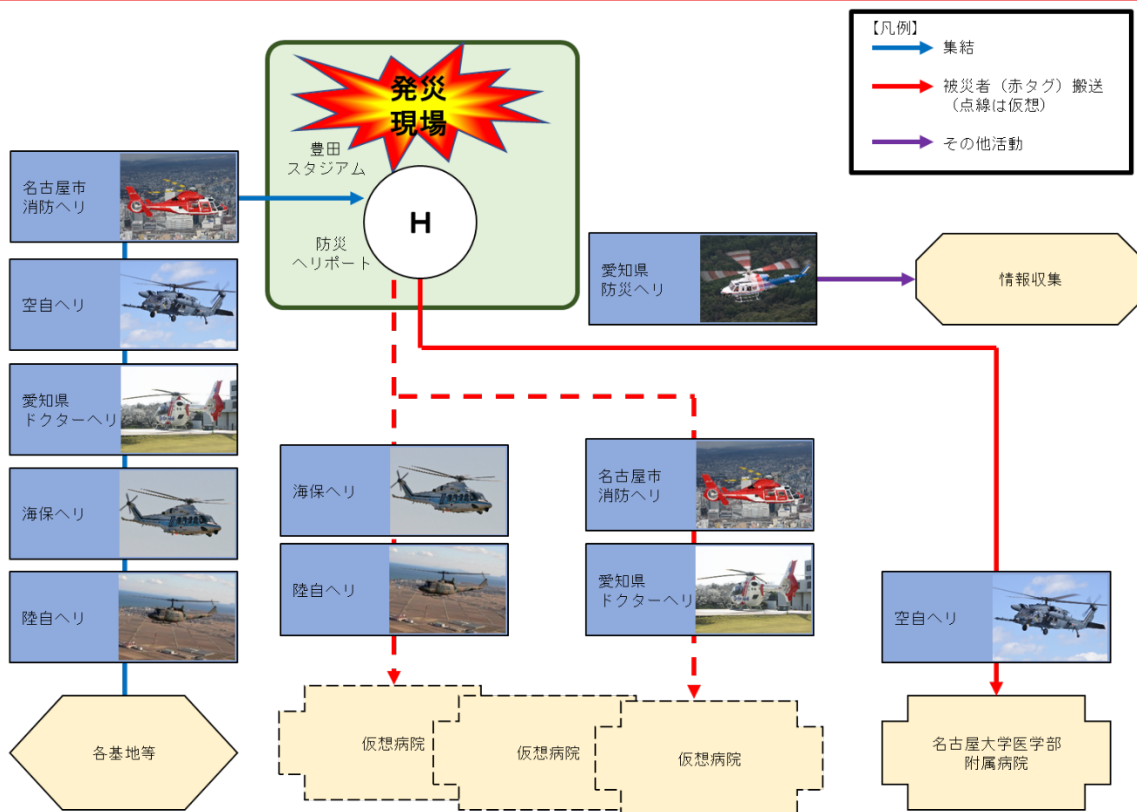 【凡例】
集結
被災者（赤タグ）搬送
（点線は仮想）
その他活動
発災
現場
豊田
スタジアム
H
防災
ヘリポート
名古屋市
消防ヘリ
空自ヘリ
愛知県
ドクターヘリ
海保ヘリ
陸自ヘリ
各基地等
愛知県
防災ヘリ
情報収集
海保ヘリ
陸自ヘリ
名古屋市
消防ヘリ
愛知県
ドクターヘリ
空自ヘリ
仮想病院
仮想病院
仮想病院
名古屋大学医学部
附属病院